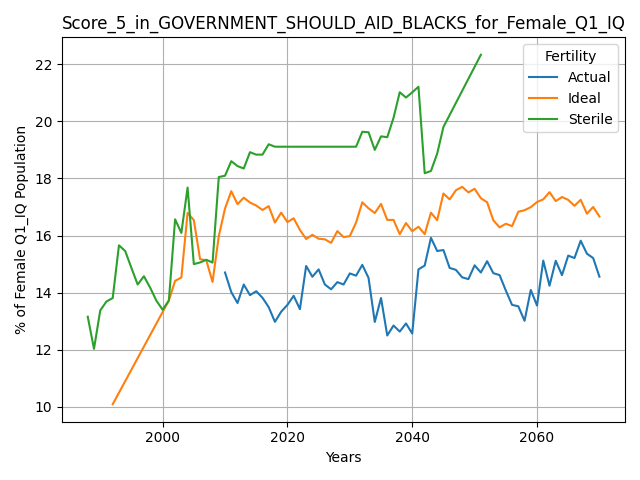 Score_5_in_GOVERNMENT_SHOULD_AID_BLACKS_for_Female_Q1_IQ
Fertility
Actual
Ideal
Sterile
% of Female Q1_IQ Population
22
20
18
16
14
12
10
2000
2020
2040
2060
Years